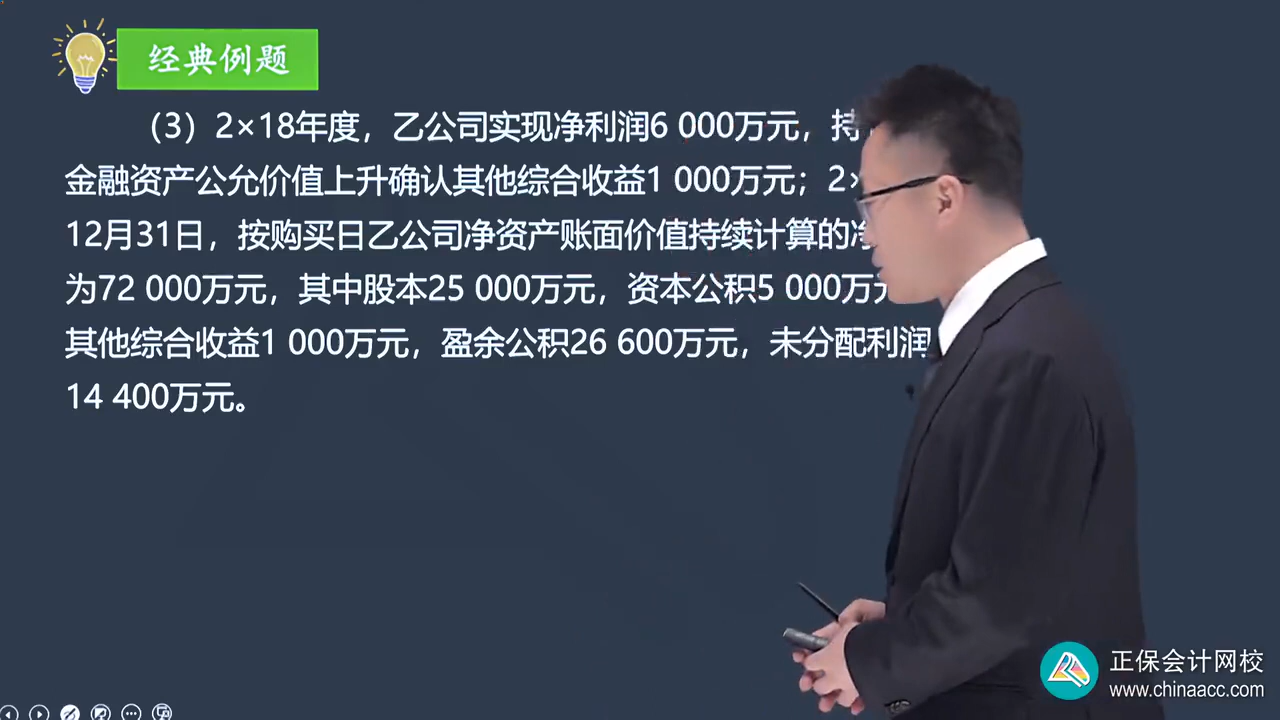 经典例题
（3）2×18年度，乙公司实现净利润6 000万元，持
金融资产公允价值上升确认其他综合收益1 000万元；2×
12月31日，按购买日乙公司净资产账面价值持续计算的净
为72 000万元，其中股本25 000万元，资本公积5 000万元
其他综合收益1 000万元，盈余公积26 600万元，未分配利润
14 400万元。
正保会计网校
www.chinaacc.com